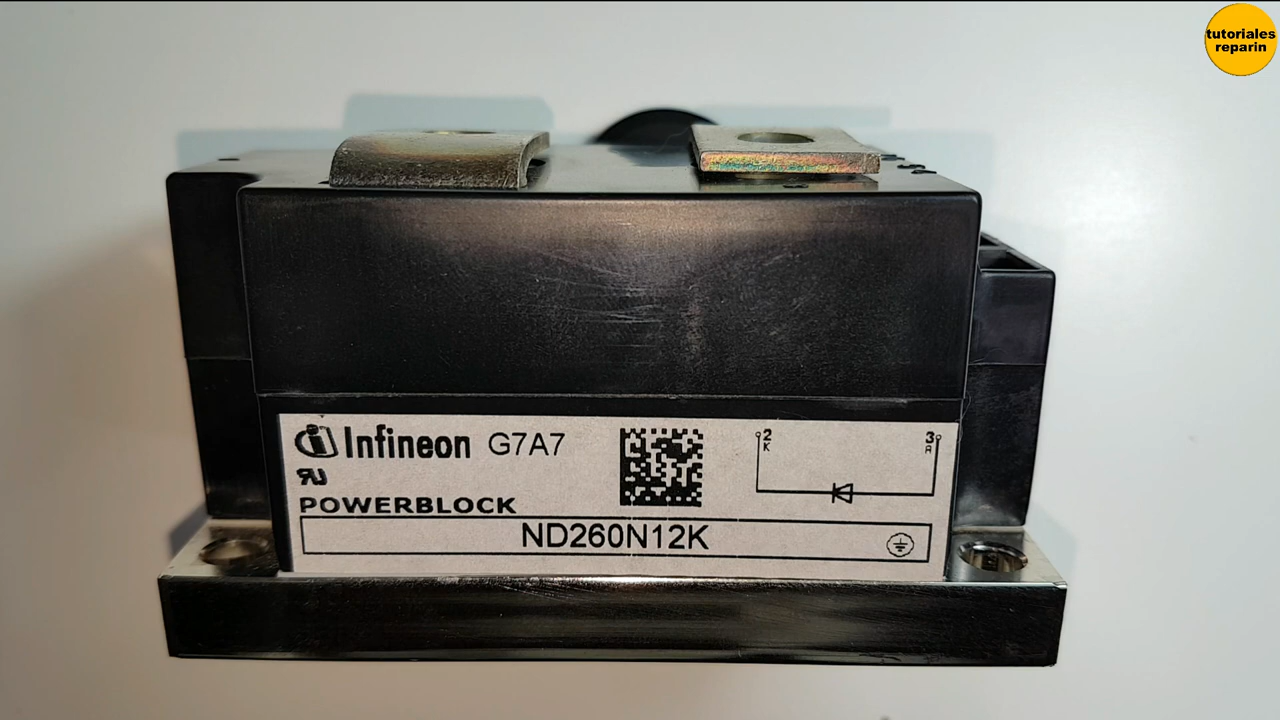 tutoriales
reparin
Infineon G7A7
POWERBLOCK
ND260N12K
2
K
3
A